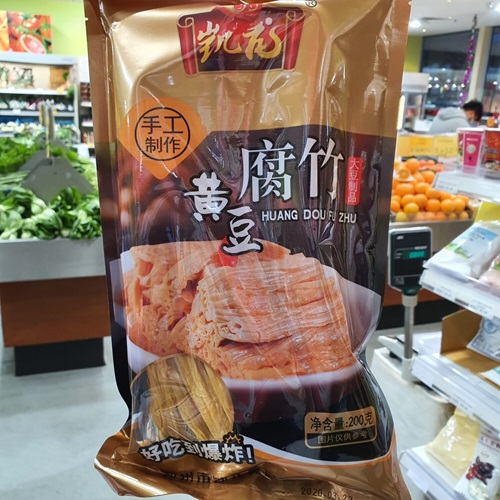 凯花
手工
制作
黄豆
腐竹
大豆制品
HUANG DOU FU ZHU
净含量:200克
图片仅供参考
好吃到爆炸!